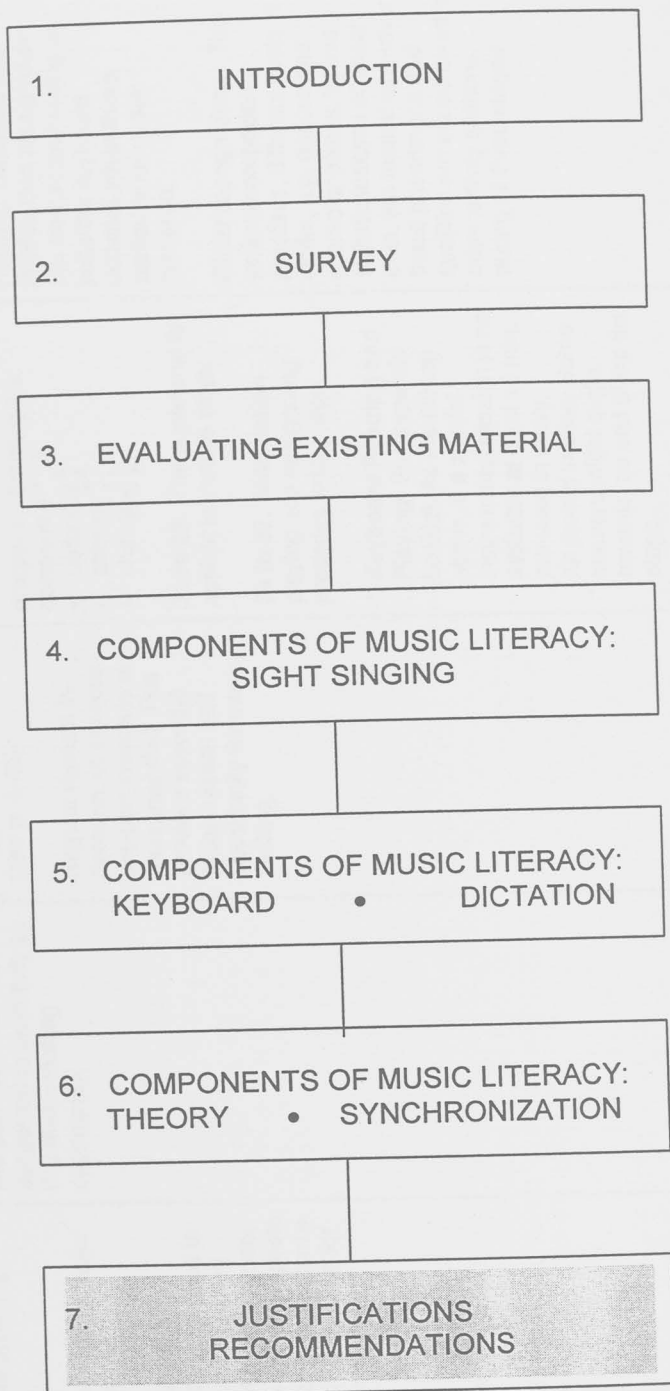 1. INTRODUCTION
2. SURVEY
3. EVALUATING EXISTING MATERIAL
4. COMPONENTS OF MUSIC LITERACY:
SIGHT SINGING
5. COMPONENTS OF MUSIC LITERACY:
KEYBOARD • DICTATION
6. COMPONENTS OF MUSIC LITERACY:
THEORY • SYNCHRONIZATION
7. JUSTIFICATIONS
RECOMMENDATIONS